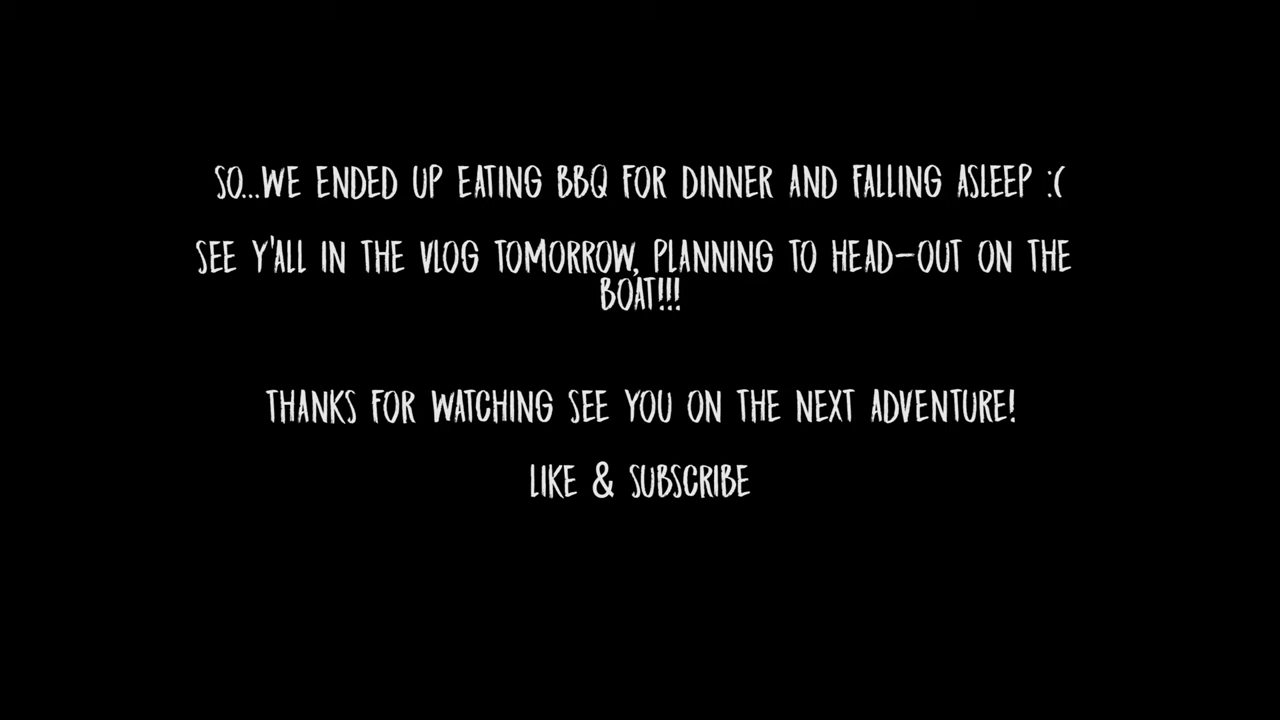 SO...WE ENDED UP EATING BBQ FOR DINNER AND FALLING ASLEEP :(
SEE Y'ALL IN THE VLOG TOMORROW, PLANNING TO HEAD-OUT ON THE
BOAT!!!
THANKS FOR WATCHING SEE YOU ON THE NEXT ADVENTURE!
LIKE & SUBSCRIBE